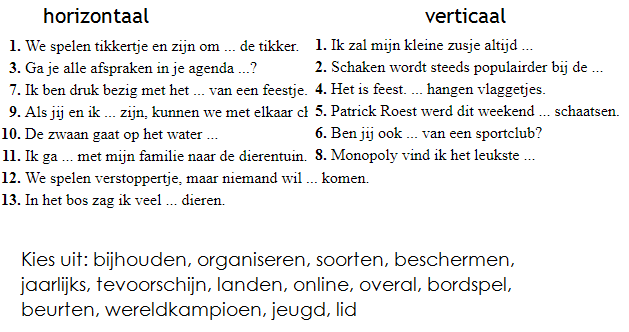 horizontaal
1. We spelen tikkertje en zijn om ... de tikker.
3. Ga je alle afspraken in je agenda ...?
7. Ik ben druk bezig met het ... van een feestje.
9. Als jij en ik ... zijn, kunnen we met elkaar
10. De zwaan gaat op het water ...
11. Ik ga ... met mijn familie naar de dierentuin.
12. We spelen verstoppertje, maar niemand wil ... komen.
13. In het bos zag ik veel ... dieren.
verticaal
1. Ik zal mijn kleine zusje altijd ...
2. Schaken wordt steeds populairder bij de ...
4. Het is feest. ... hangen vlaggetjes.
5. Patrick Roest werd dit weekend ... schaatsen.
6. Ben jij ook ... van een sportclub?
8. Monopoly vind ik het leukste ...
Kies uit: bijhouden, organiseren, soorten, beschermen,
jaarlijks, tevoorschijn, landen, online, overal, bordspel,
beurten, wereldkampioen, jeugd, lid